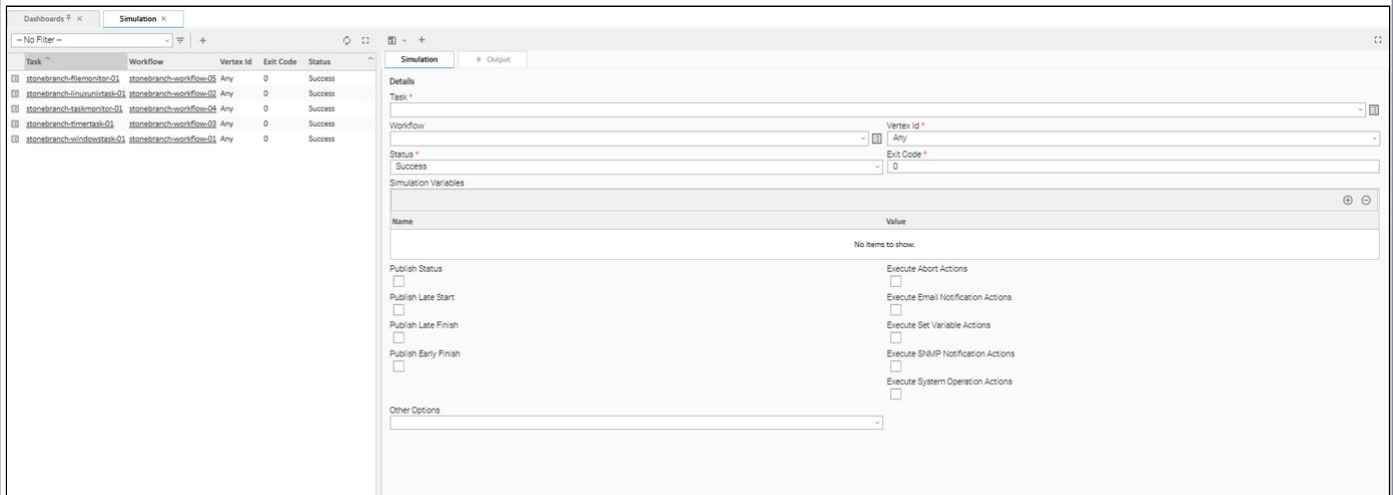 Dashboards
Simulation
-- No Filter --
Task Workflow Vertex Id Exit Code Status
stonebranch-filemonitor-01 stonebranch-workflow-05 Any 0 Success
stonebranch-linuxunixtask-01 stonebranch-workflow-02 Any 0 Success
stonebranch-taskmonitor-01 stonebranch-workflow-04 Any 0 Success
stonebranch-timertask-01 stonebranch-workflow-03 Any 0 Success
stonebranch-windowstask-01 stonebranch-workflow-01 Any 0 Success
Simulation Output
Details
Task *
Workflow Vertex Id *
Any
Status * Exit Code *
Success 0
Simulation Variables
Name Value
No items to show.
Publish Status Execute Abort Actions
Publish Late Start Execute Email Notification Actions
Publish Late Finish Execute Set Variable Actions
Publish Early Finish Execute SNMP Notification Actions
Execute System Operation Actions
Other Options